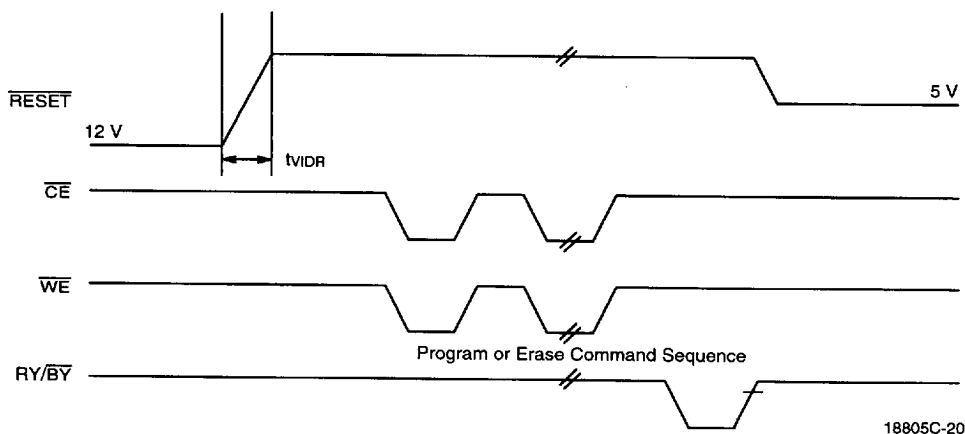 RESET
12 V
5 V
tVIDR
CE
WE
Program or Erase Command Sequence
RY/BY
18805C-20